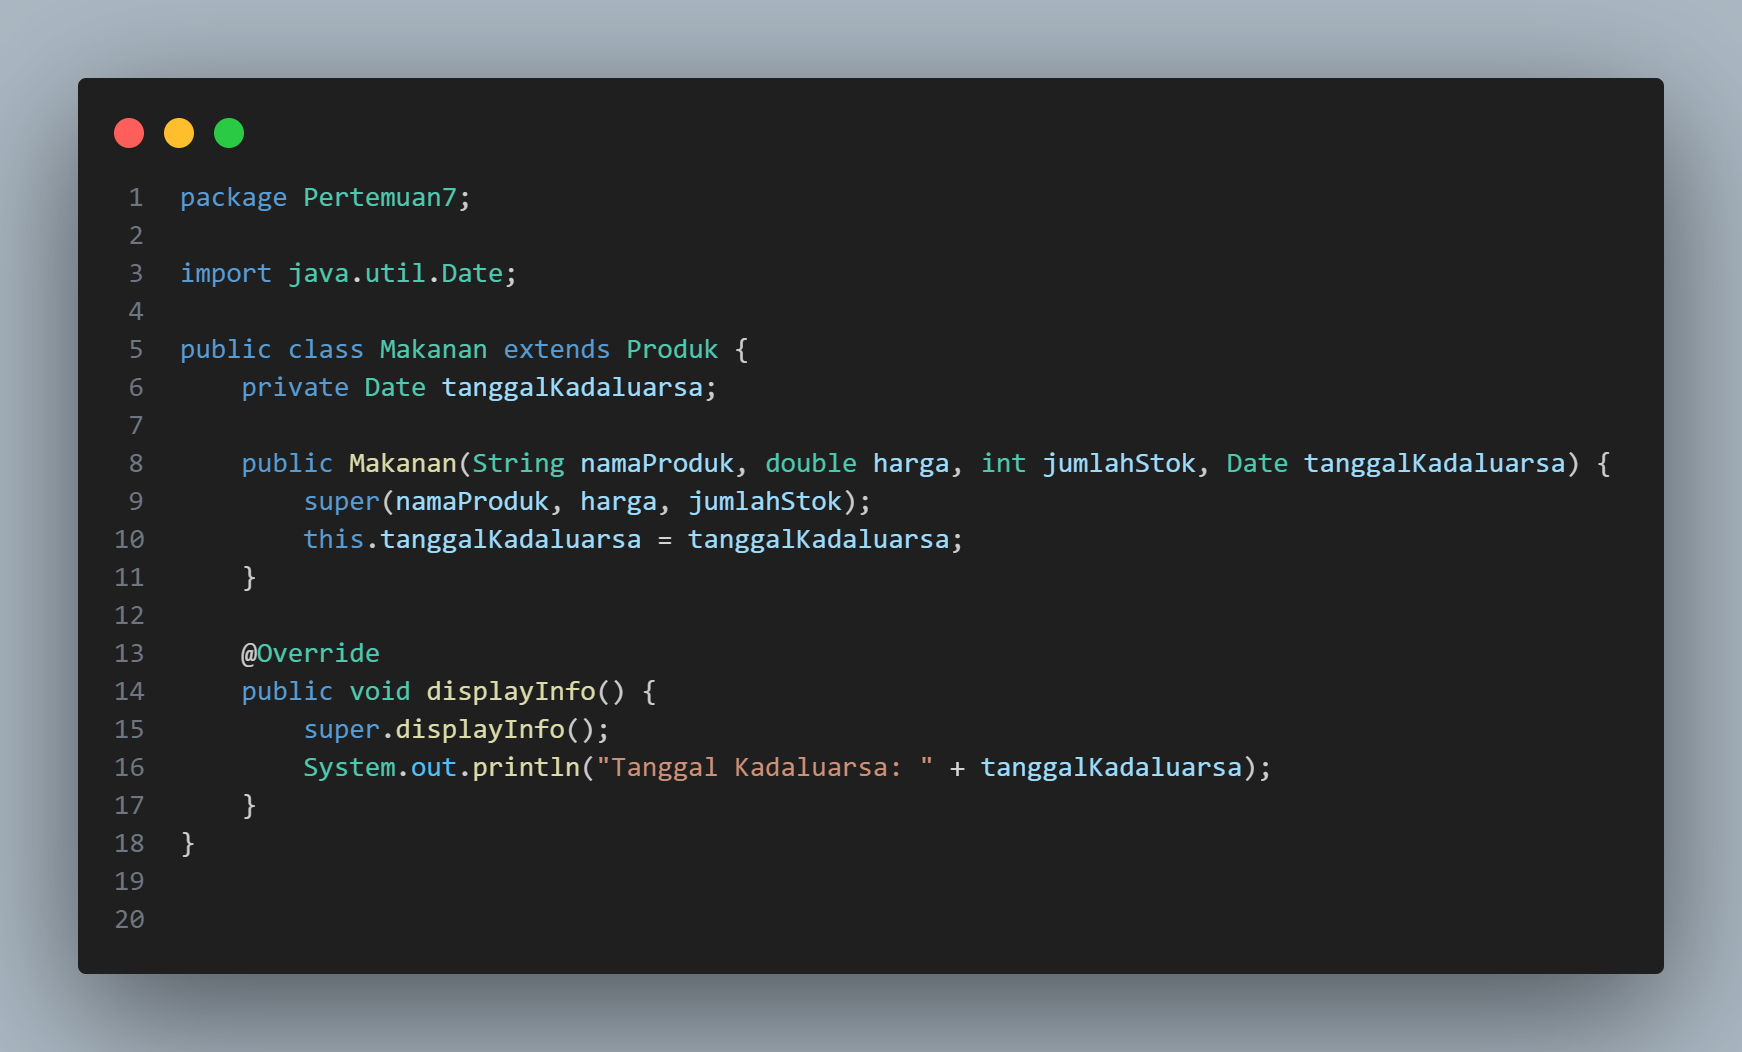 1 package Pertemuan7;
2
3 import java.util.Date;
4
5 public class Makanan extends Produk {
6     private Date tanggalKadaluarsa;
7
8     public Makanan(String namaProduk, double harga, int jumlahStok, Date tanggalKadaluarsa) {
9         super(namaProduk, harga, jumlahStok);
10         this.tanggalKadaluarsa = tanggalKadaluarsa;
11     }
12
13     @Override
14     public void displayInfo() {
15         super.displayInfo();
16         System.out.println("Tanggal Kadaluarsa: " + tanggalKadaluarsa);
17     }
18 }
19
20